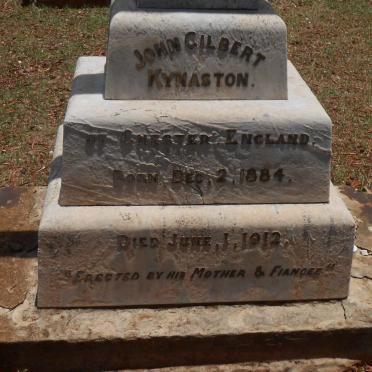 JOHN GILBERT
KYNASTON.
OF CHESTER ENGLAND.
BORN DEC, 2, 1884.
DIED JUNE, 1, 1912.
"ERECTED BY HIS MOTHER & FIANCEE"